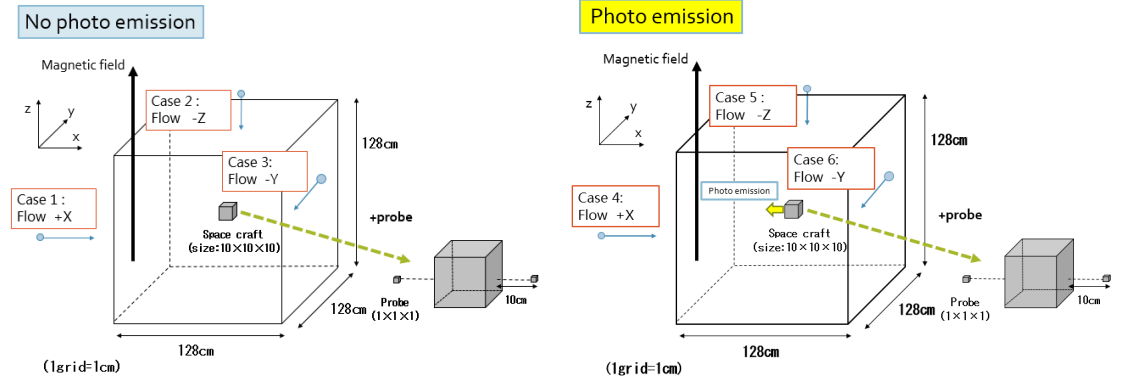 No photo emission
Magnetic field
z
y
x
Case 2 :
Flow -Z
Case 3:
Flow -Y
Case 1 :
Flow +X
128cm
+probe
Space craft
(size:10×10×10)
Probe
(1×1×1)
10cm
128cm
128cm
(1grid=1cm)
Photo emission
Magnetic field
z
y
x
Case 5 :
Flow -Z
Case 6:
Flow -Y
Case 4:
Flow +X
Photo emission
128cm
+probe
Space craft
(size:10×10×10)
Probe
(1×1×1)
10cm
128cm
128cm
(1grid=1cm)